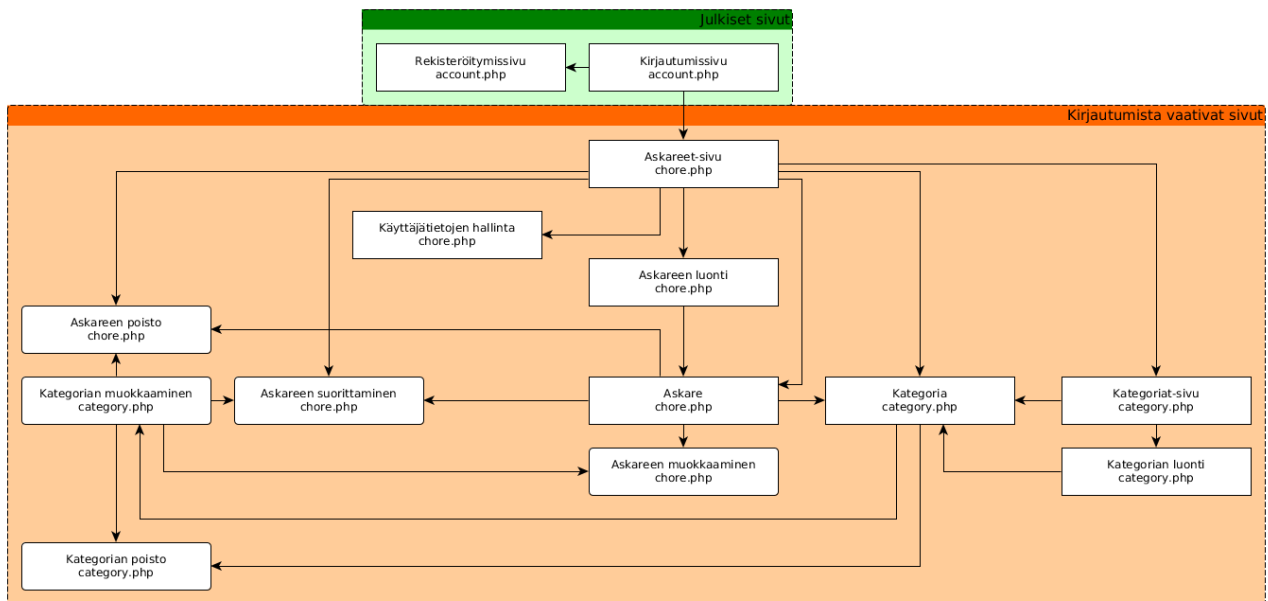 Julkiset sivut
Rekisteröitymissivu
account.php
Kirjautumissivu
account.php
Kirjautumista vaativat sivut
Askareet-sivu
chore.php
Käyttäjätietojen hallinta
chore.php
Askareen luonti
chore.php
Askareen poisto
chore.php
Kategorian muokkaaminen
category.php
Askareen suorittaminen
chore.php
Askare
chore.php
Kategoria
category.php
Kategoriat-sivu
category.php
Askareen muokkaaminen
chore.php
Kategorian luonti
category.php
Kategorian poisto
category.php